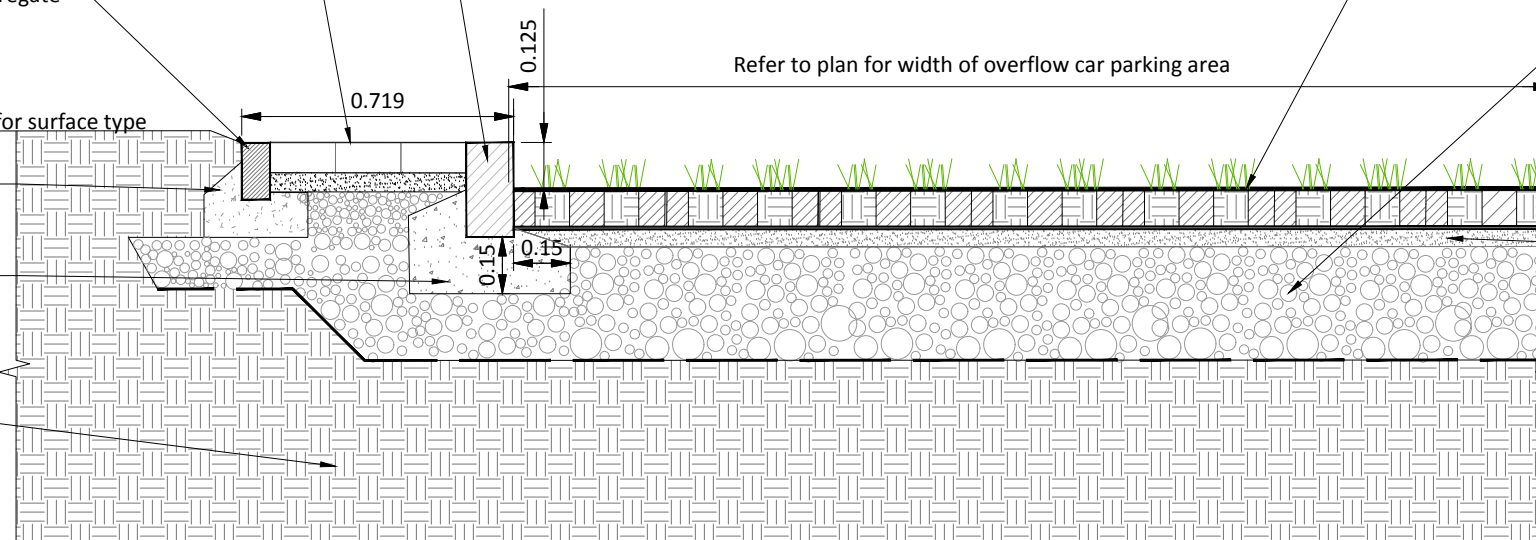 regate
0.125
Refer to plan for width of overflow car parking area
0.719
for surface type
0.15
0.15